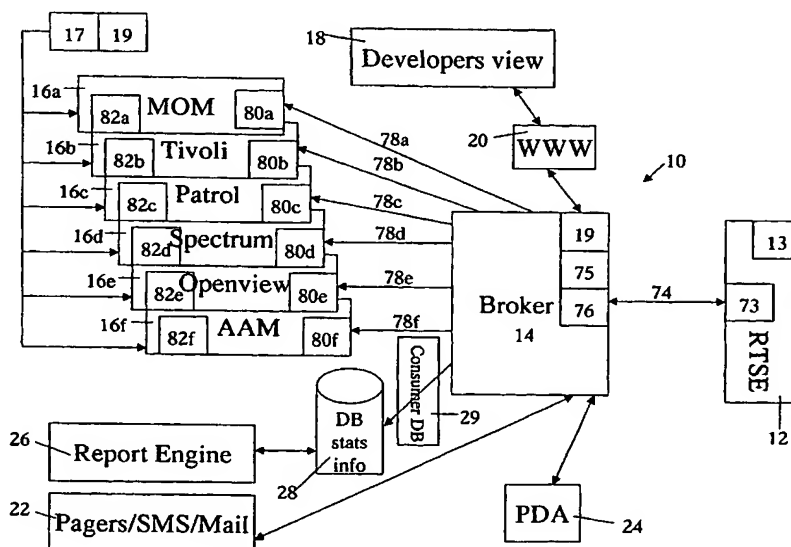 17 19
18
Developers view
16a
82a
MOM
80a
78a
20
WWW
16b
82b
Tivoli
80b
78b
10
16c
82c
Patrol
80c
78c
16d
82d
Spectrum
80d
78d
19
13
16e
82e
Openview
80e
78e
75
Broker
14
76
74
73
RTSE
16f
82f
AAM
80f
78f
Consumer DB
29
DB
stats
info
28
12
26
Report Engine
22
Pagers/SMS/Mail
PDA
24